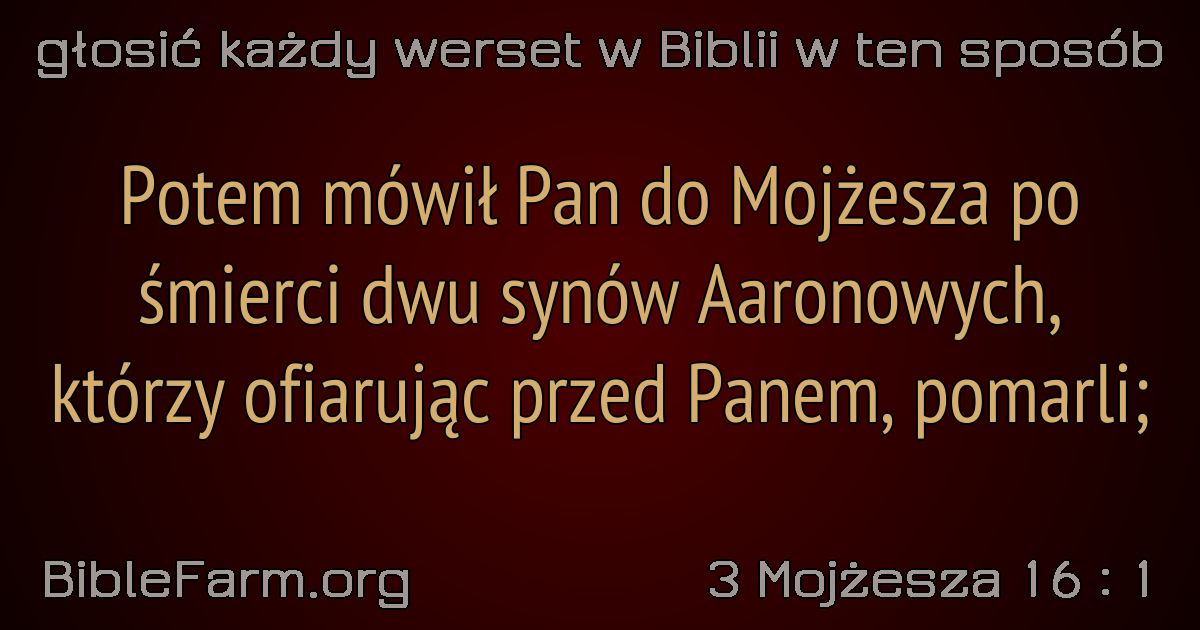 głosić każdy werset w Biblii w ten sposób
Potem mówił Pan do Mojżesza po
śmierci dwu synów Aaronowych,
którzy ofiarując przed Panem, pomarli;
BibleFarm.org
3 Mojżesza 16 : 1